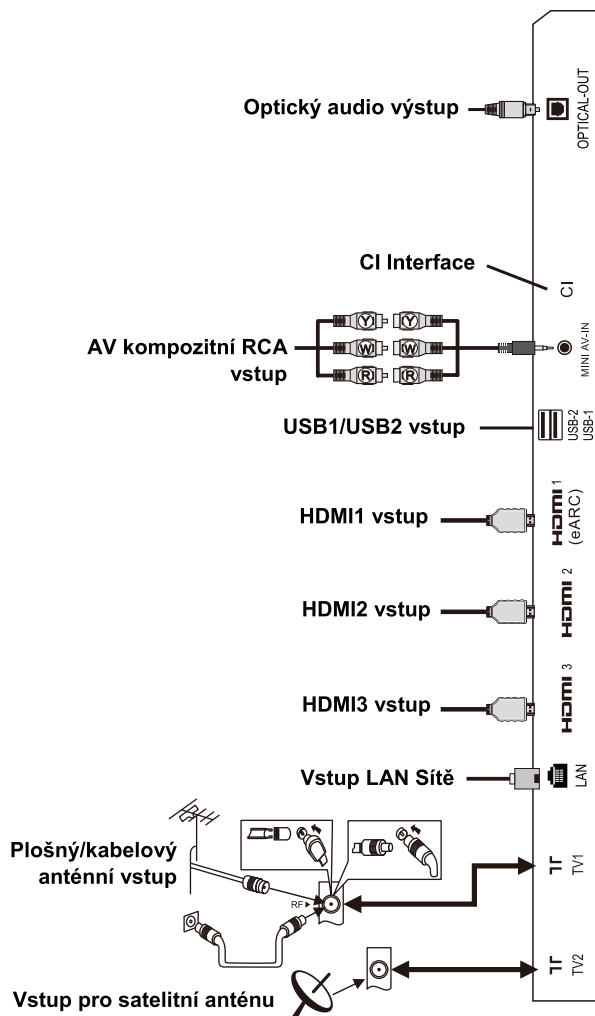 Optický audio výstup
OPTICAL-OUT
CI Interface
CI
AV kompozitní RCA
vstup
Y Y
W W
R R
MINI AV-IN
USB1/USB2 vstup
USB-2
USB-1
HDMI1 vstup
HDMI 1
(eARC)
HDMI2 vstup
HDMI 2
HDMI3 vstup
HDMI 3
Vstup LAN Sítě
LAN
Plošný/kabelový
anténní vstup
RF
TV1
Vstup pro satelitní anténu
TV2